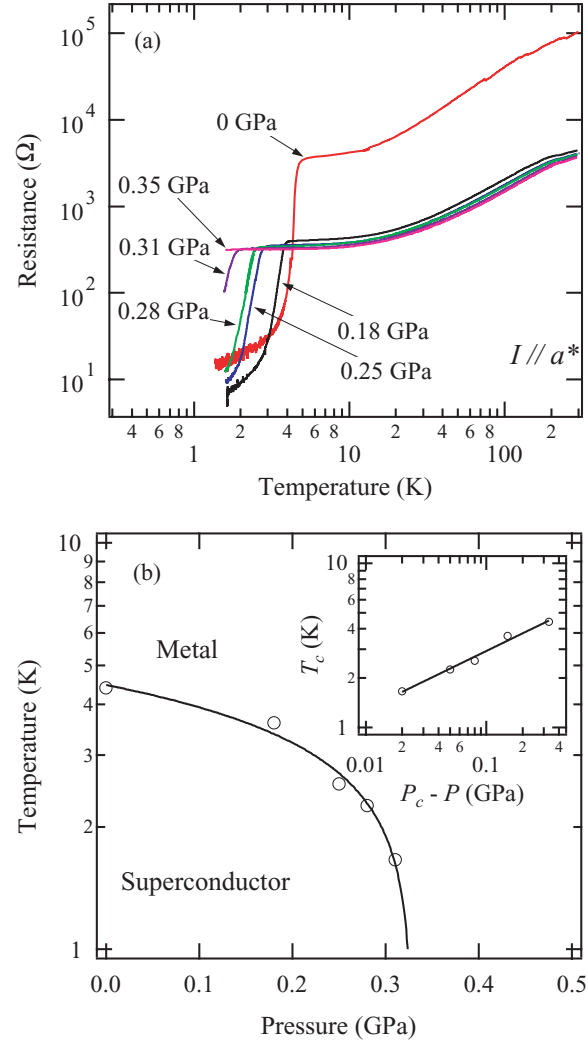 (a)
10^5
10^4
10^3
10^2
10^1
Resistance (Ω)
0 GPa
0.35 GPa
0.31 GPa
0.28 GPa
0.25 GPa
0.18 GPa
I // a*
4 6 8 2 4 6 8 2 4 6 8 2
1 10 100
Temperature (K)
(b)
10
9
8
7
6
5
4
3
2
1
Temperature (K)
Metal
Superconductor
0.0 0.1 0.2 0.3 0.4 0.5
Pressure (GPa)
10
8
6
4
2
1
T_c (K)
2 4 6 8 2 4
0.01 0.1
P_c - P (GPa)